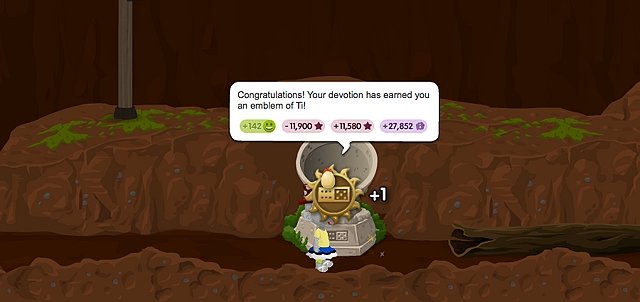 Congratulations! Your devotion has earned you
an emblem of Ti!
+142 -11,900 +11,580 +27,852
+1